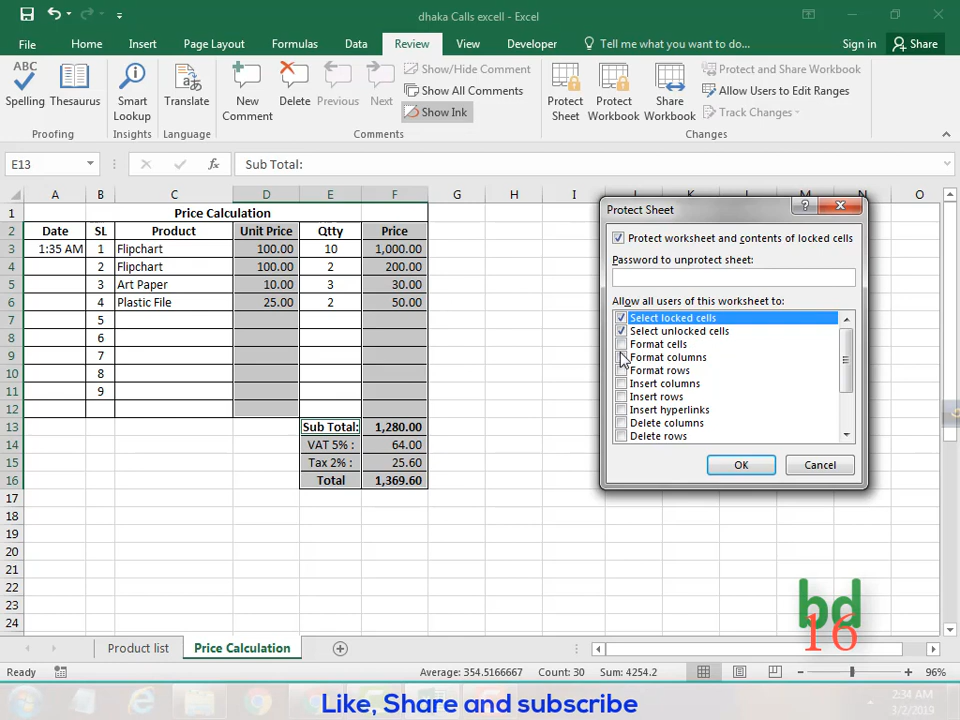 dhaka Calls excell - Excel
File Home Insert Page Layout Formulas Data Review View Developer Tell me what you want to do... Sign in Share
ABC
Spelling Thesaurus Smart Lookup Translate New Comment Delete Previous Next
Show/Hide Comment
Show All Comments
Show Ink
Protect Sheet Protect Workbook Share Workbook
Protect and Share Workbook
Allow Users to Edit Ranges
Track Changes
Proofing Insights Language Comments Changes
E13 fx Sub Total:
A B C D E F G H I J K L M N O
1 Price Calculation
2 Date SL Product Unit Price Qtty Price
3 1:35 AM 1 Flipchart 100.00 10 1,000.00
4 2 Flipchart 100.00 2 200.00
5 3 Art Paper 10.00 3 30.00
6 4 Plastic File 25.00 2 50.00
7 5
8 6
9 7
10 8
11 9
12
13 Sub Total: 1,280.00
14 VAT 5% : 64.00
15 Tax 2% : 25.60
16 Total 1,369.60
17
18
19
20
21
22
23
24
Protect Sheet
Protect worksheet and contents of locked cells
Password to unprotect sheet:
Allow all users of this worksheet to:
Select locked cells
Select unlocked cells
Format cells
Format columns
Format rows
Insert columns
Insert rows
Insert hyperlinks
Delete columns
Delete rows
OK Cancel
bd
16
Product list Price Calculation
Ready Average: 354.5166667 Count: 30 Sum: 4254.2 96%
2:34 AM
3/2/2019
Like, Share and subscribe